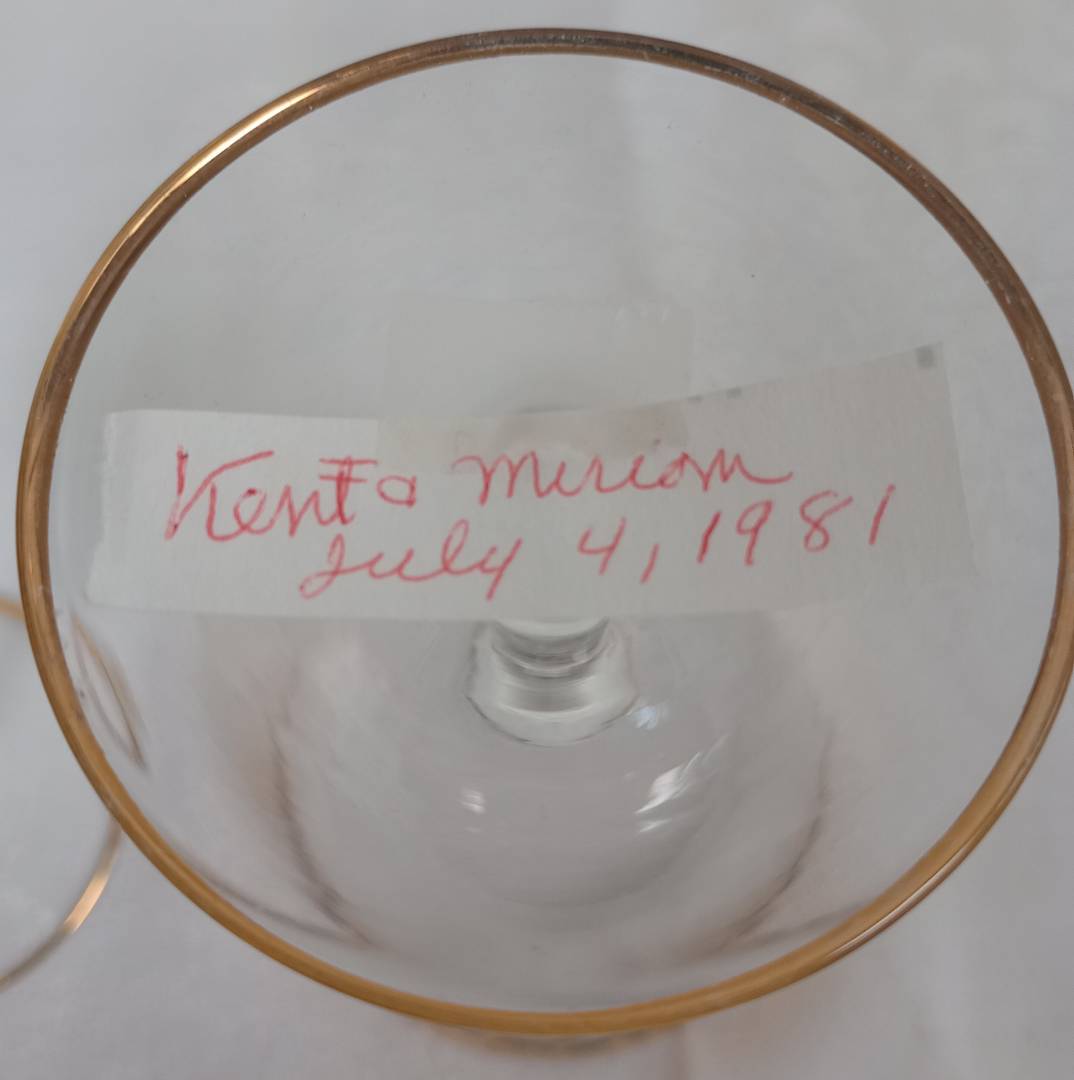 Kent & Miriam
July 4, 1981